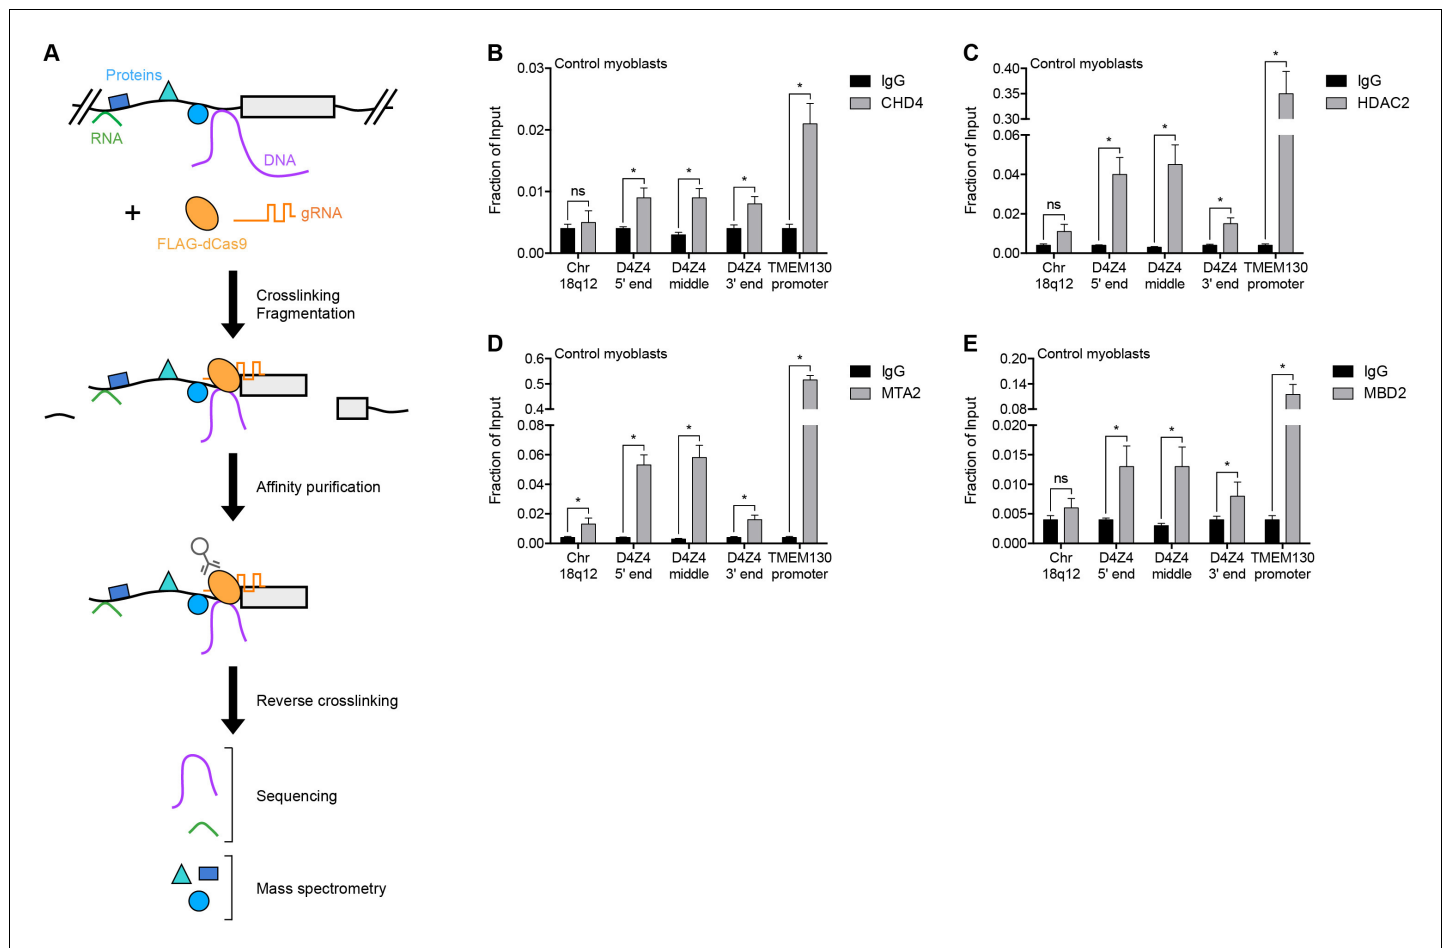 A
Proteins
RNA
DNA
+
gRNA
FLAG-dCas9
Crosslinking
Fragmentation
Affinity purification
Reverse crosslinking
Sequencing
Mass spectrometry
B
Control myoblasts
IgG
CHD4
Fraction of Input
0.03
0.02
0.01
0.00
ns
*
*
*
*
Chr D4Z4 D4Z4 D4Z4 TMEM130
18q12 5' end middle 3' end promoter
C
Control myoblasts
IgG
HDAC2
Fraction of Input
0.40
0.35
0.30
0.06
0.04
0.02
0.00
ns
*
*
*
*
Chr D4Z4 D4Z4 D4Z4 TMEM130
18q12 5' end middle 3' end promoter
D
Control myoblasts
IgG
MTA2
Fraction of Input
0.6
0.5
0.4
0.08
0.06
0.04
0.02
0.00
*
*
*
*
*
Chr D4Z4 D4Z4 D4Z4 TMEM130
18q12 5' end middle 3' end promoter
E
Control myoblasts
IgG
MBD2
Fraction of Input
0.20
0.14
0.08
0.020
0.015
0.010
0.005
0.000
ns
*
*
*
*
Chr D4Z4 D4Z4 D4Z4 TMEM130
18q12 5' end middle 3' end promoter